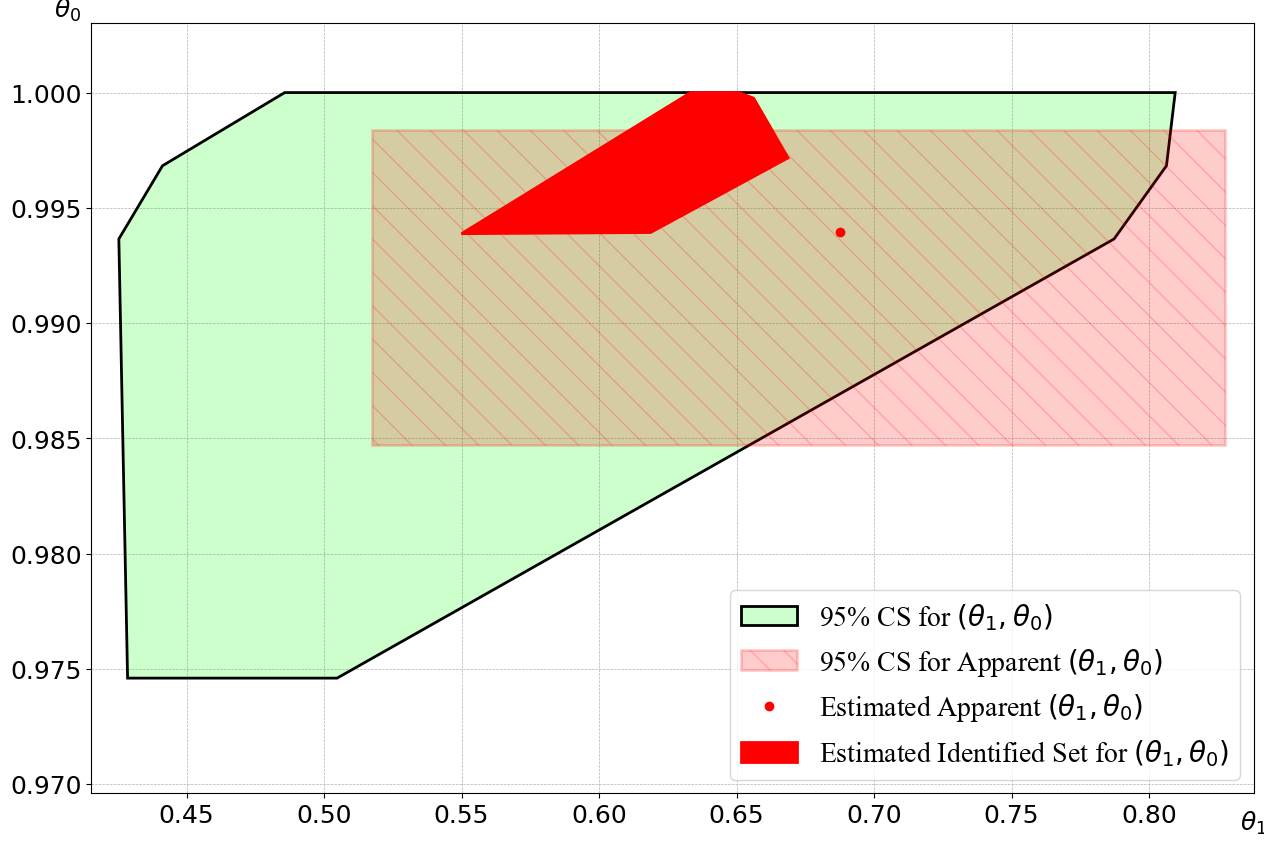 θ₀
1.000
0.995
0.990
0.985
0.980
0.975
0.970
0.45 0.50 0.55 0.60 0.65 0.70 0.75 0.80
θ₁
95% CS for (θ₁, θ₀)
95% CS for Apparent (θ₁, θ₀)
Estimated Apparent (θ₁, θ₀)
Estimated Identified Set for (θ₁, θ₀)